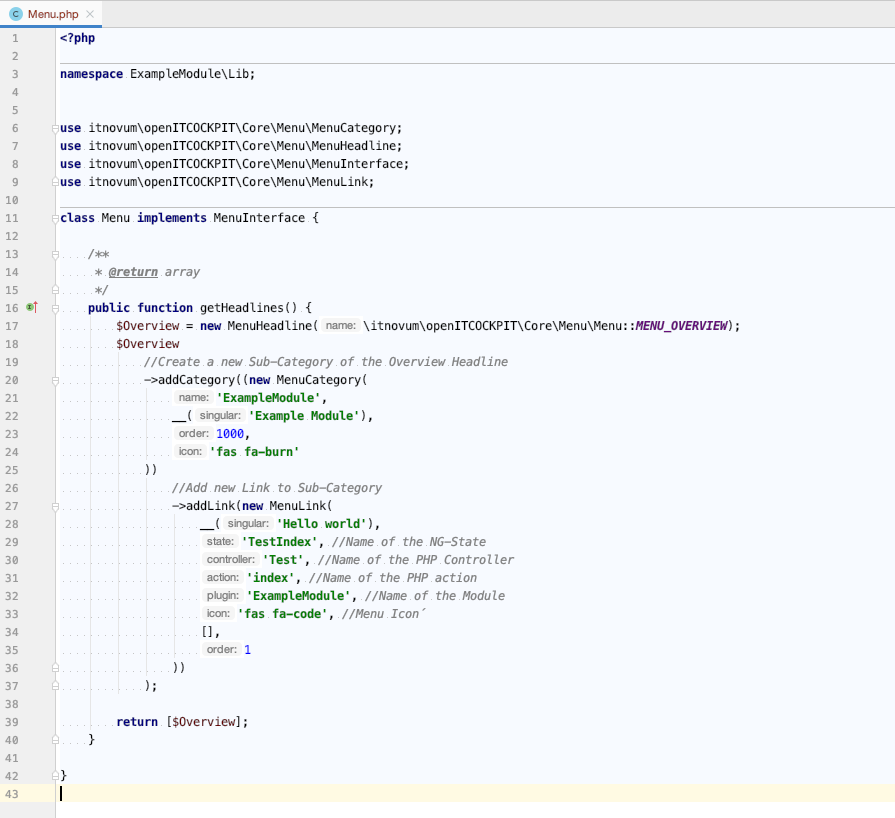 Menu.php
1 <?php
2
3 namespace ExampleModule\Lib;
4
5
6 use itnovum\openITCOCKPIT\Core\Menu\MenuCategory;
7 use itnovum\openITCOCKPIT\Core\Menu\MenuHeadline;
8 use itnovum\openITCOCKPIT\Core\Menu\MenuInterface;
9 use itnovum\openITCOCKPIT\Core\Menu\MenuLink;
10
11 class Menu implements MenuInterface {
12
13     /**
14      * @return array
15      */
16     public function getHeadlines() {
17         $Overview = new MenuHeadline( name: \itnovum\openITCOCKPIT\Core\Menu\Menu::MENU_OVERVIEW);
18         $Overview
19             //Create a new Sub-Category of the Overview Headline
20             ->addCategory((new MenuCategory(
21                 name: 'ExampleModule',
22                 __( singular: 'Example Module'),
23                 order: 1000,
24                 icon: 'fas fa-burn'
25             ))
26                 //Add new Link to Sub-Category
27                 ->addLink(new MenuLink(
28                     __( singular: 'Hello world'),
29                     state: 'TestIndex', //Name of the NG-State
30                     controller: 'Test', //Name of the PHP Controller
31                     action: 'index', //Name of the PHP action
32                     plugin: 'ExampleModule', //Name of the Module
33                     icon: 'fas fa-code', //Menu Icon´
34                     [],
35                     order: 1
36                 ))
37             );
38
39         return [$Overview];
40     }
41
42 }
43